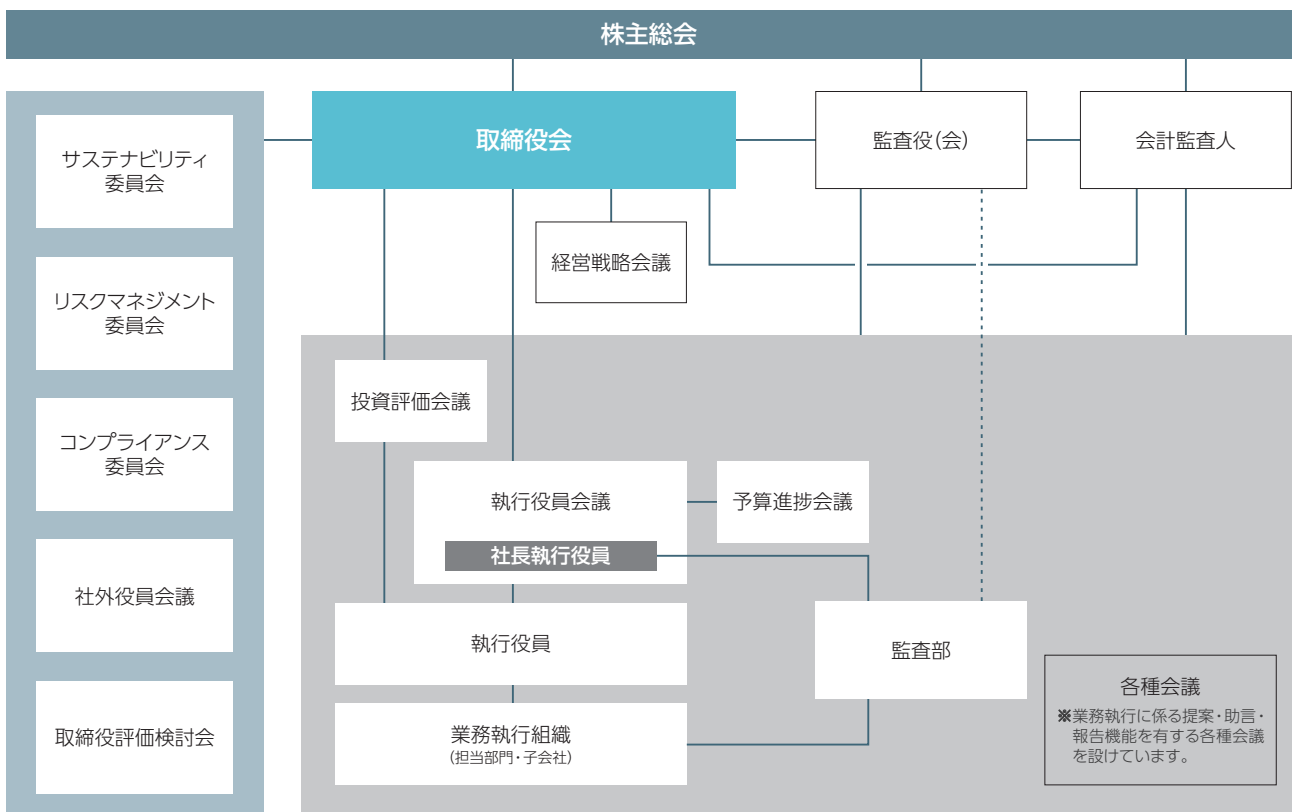 株主総会
サステナビリティ
委員会
リスクマネジメント
委員会
コンプライアンス
委員会
社外役員会議
取締役評価検討会
取締役会
監査役(会)
会計監査人
経営戦略会議
投資評価会議
執行役員会議
社長執行役員
予算進捗会議
執行役員
業務執行組織
(担当部門・子会社)
監査部
各種会議
※業務執行に係る提案・助言・
報告機能を有する各種会議
を設けています。